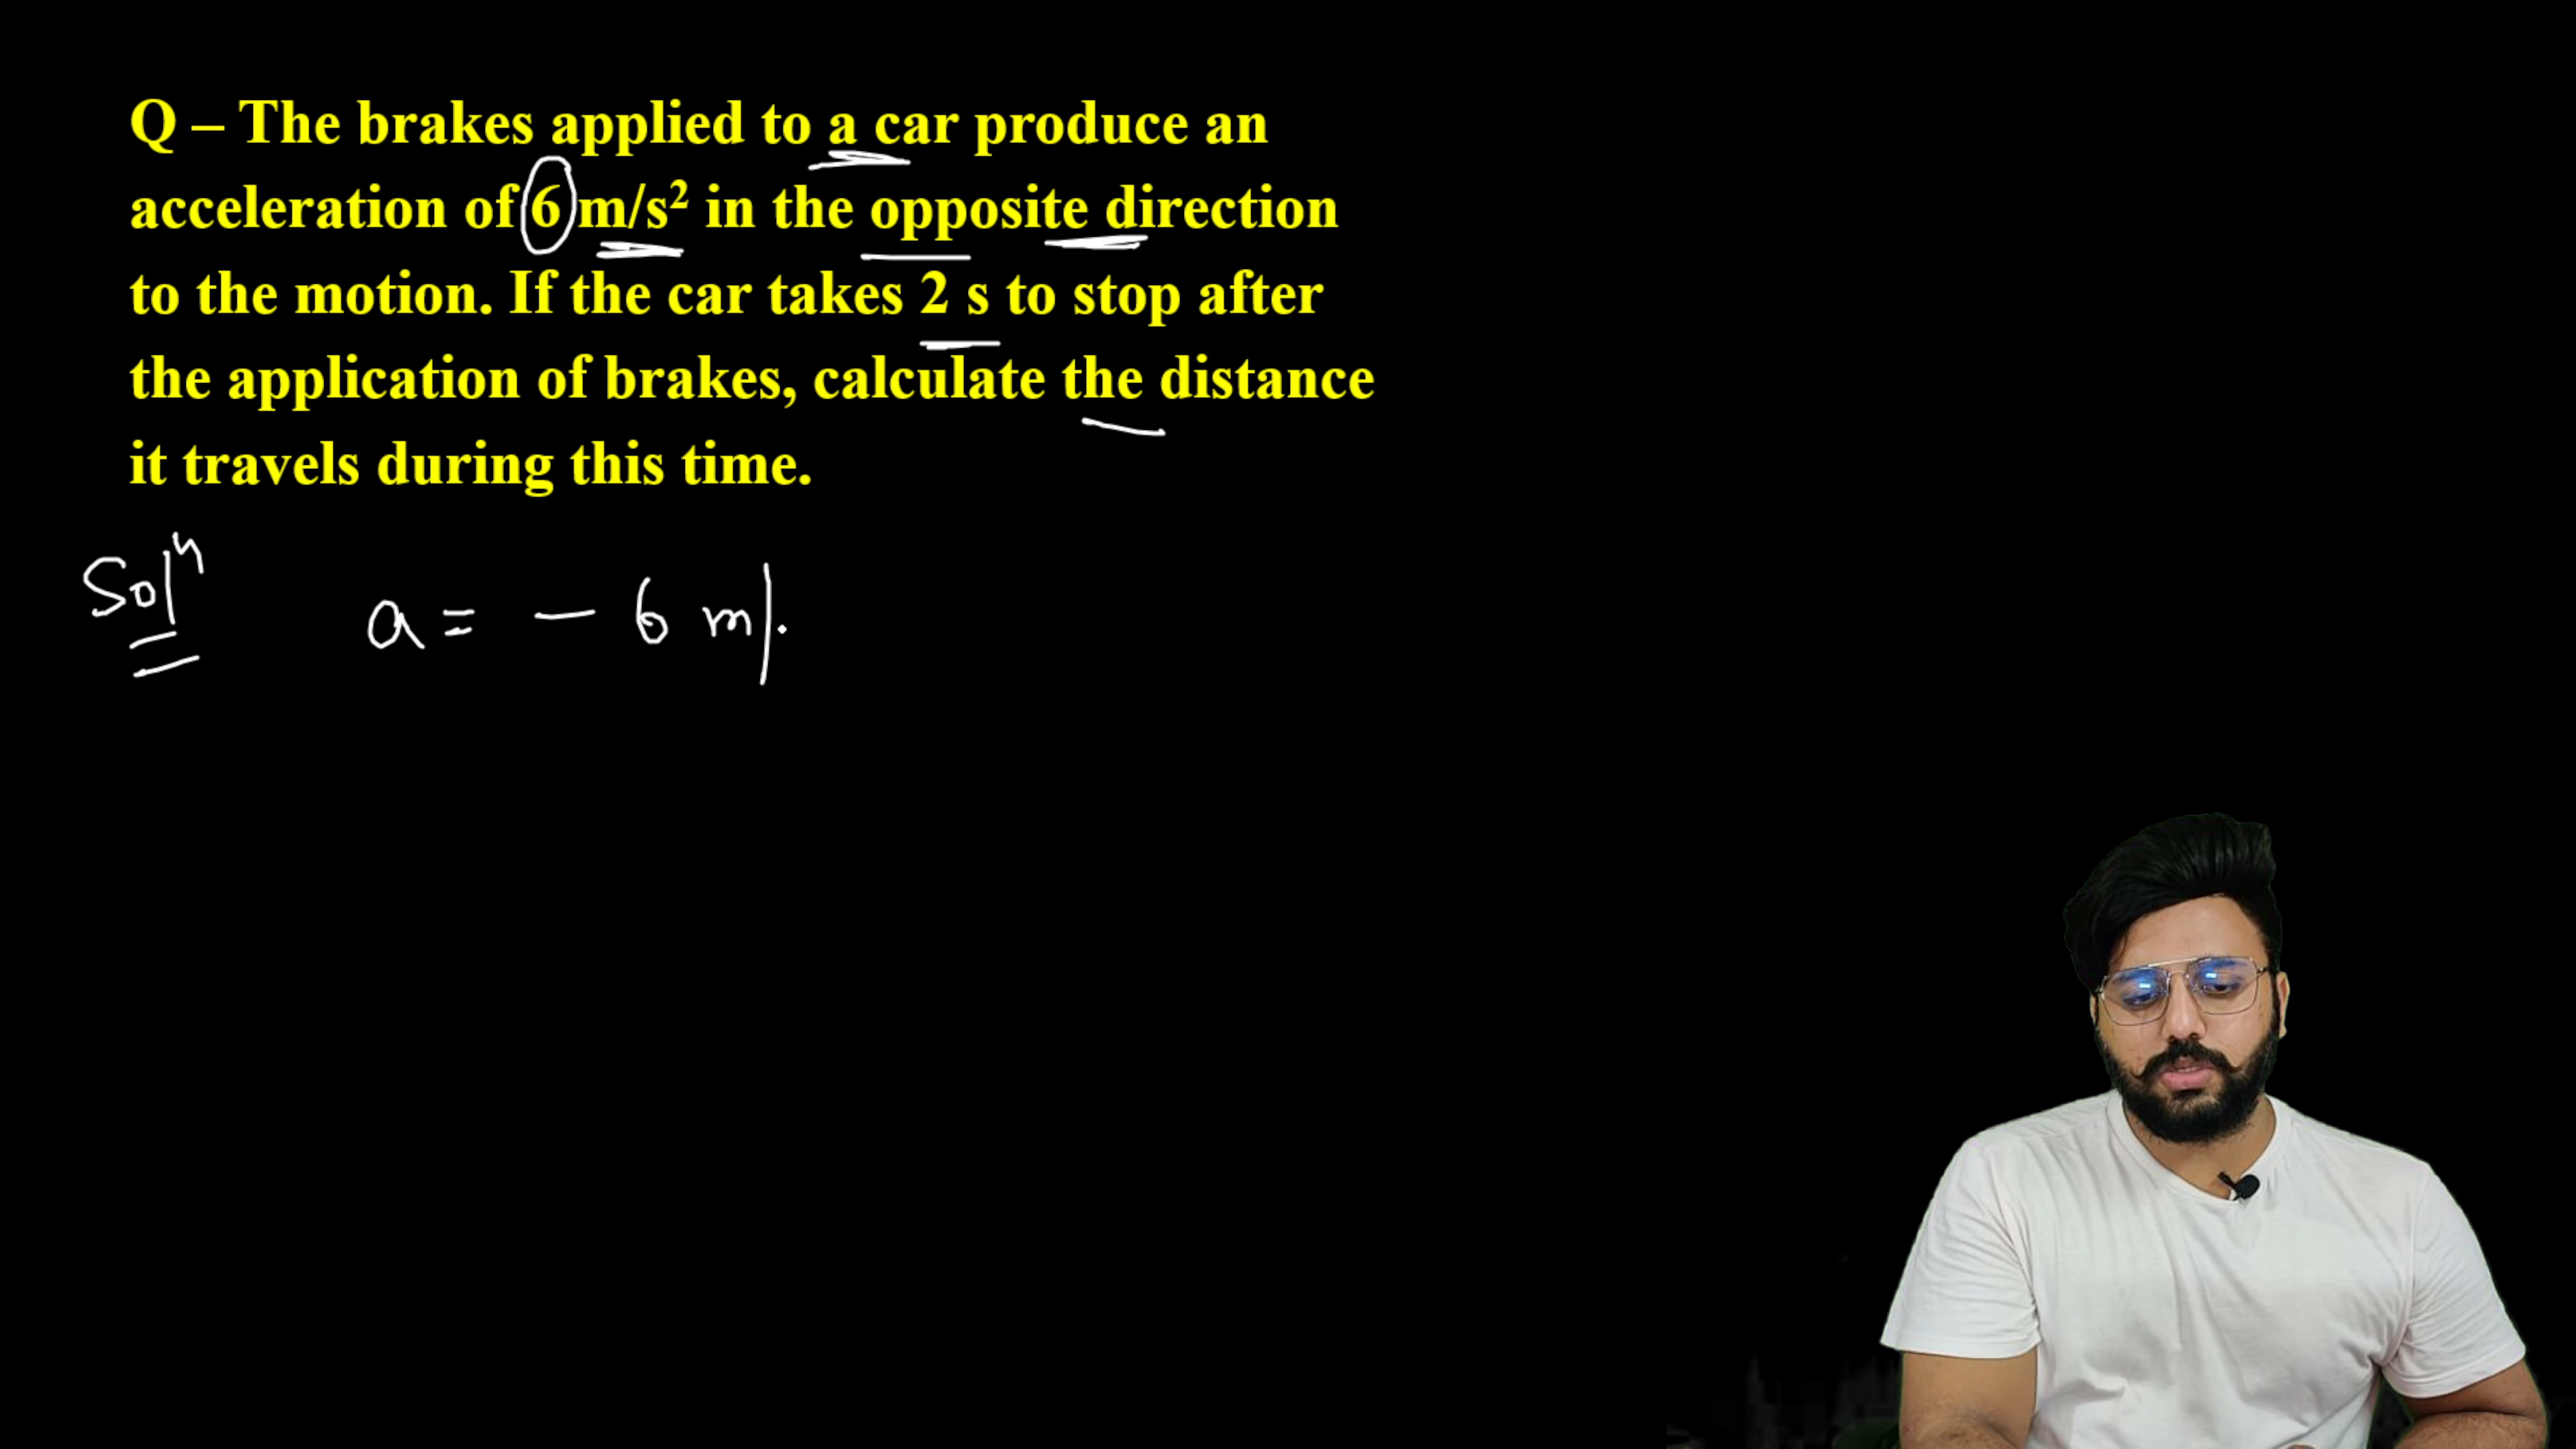 Q – The brakes applied to a car produce an
acceleration of 6 m/s² in the opposite direction
to the motion. If the car takes 2 s to stop after
the application of brakes, calculate the distance
it travels during this time.
Solⁿ a = – 6 m/.